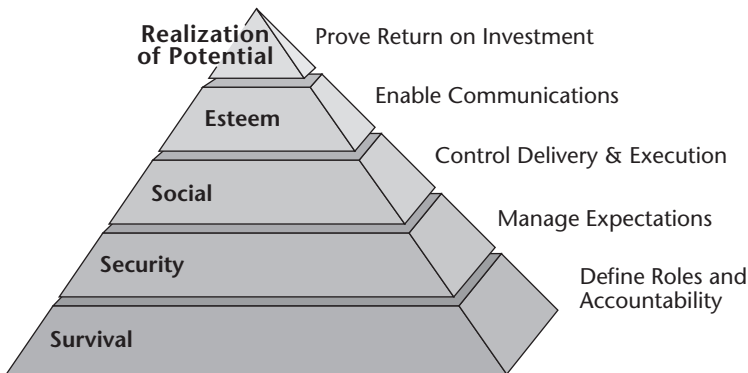 Realization
of Potential
Prove Return on Investment
Esteem
Enable Communications
Social
Control Delivery & Execution
Security
Manage Expectations
Survival
Define Roles and
Accountability